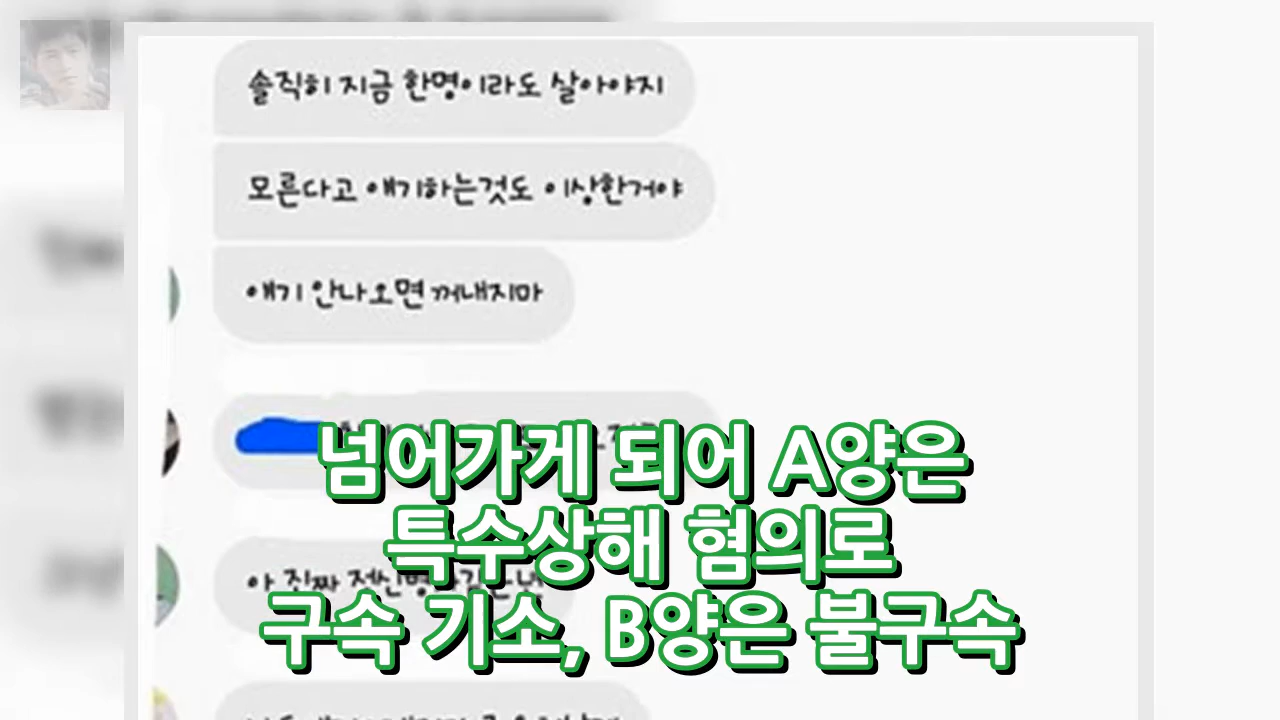 솔직히 지금 한명이라도 살아야지
모른다고 얘기하는것도 이상한거야
얘기 안나오면 꺼내지마
넘어가게 되어 A양은
특수상해 혐의로
아 진짜
구속 기소, B양은 불구속